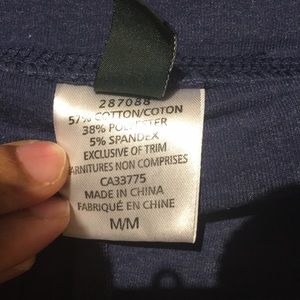 287088
57% COTTON/COTON
38% POLYESTER
5% SPANDEX
EXCLUSIVE OF TRIM
ARNITURES NON COMPRISES
CA33775
MADE IN CHINA
FABRIQUÉ EN CHINE
M/M